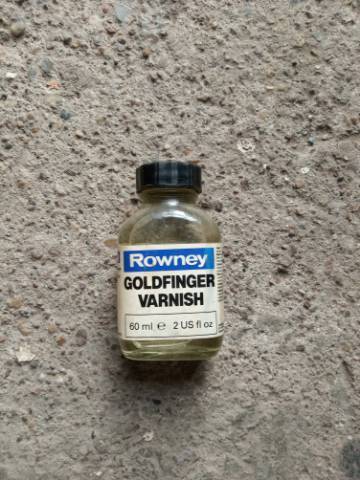 Rowney
GOLDFINGER
VARNISH
60 ml ℮ 2 US fl oz